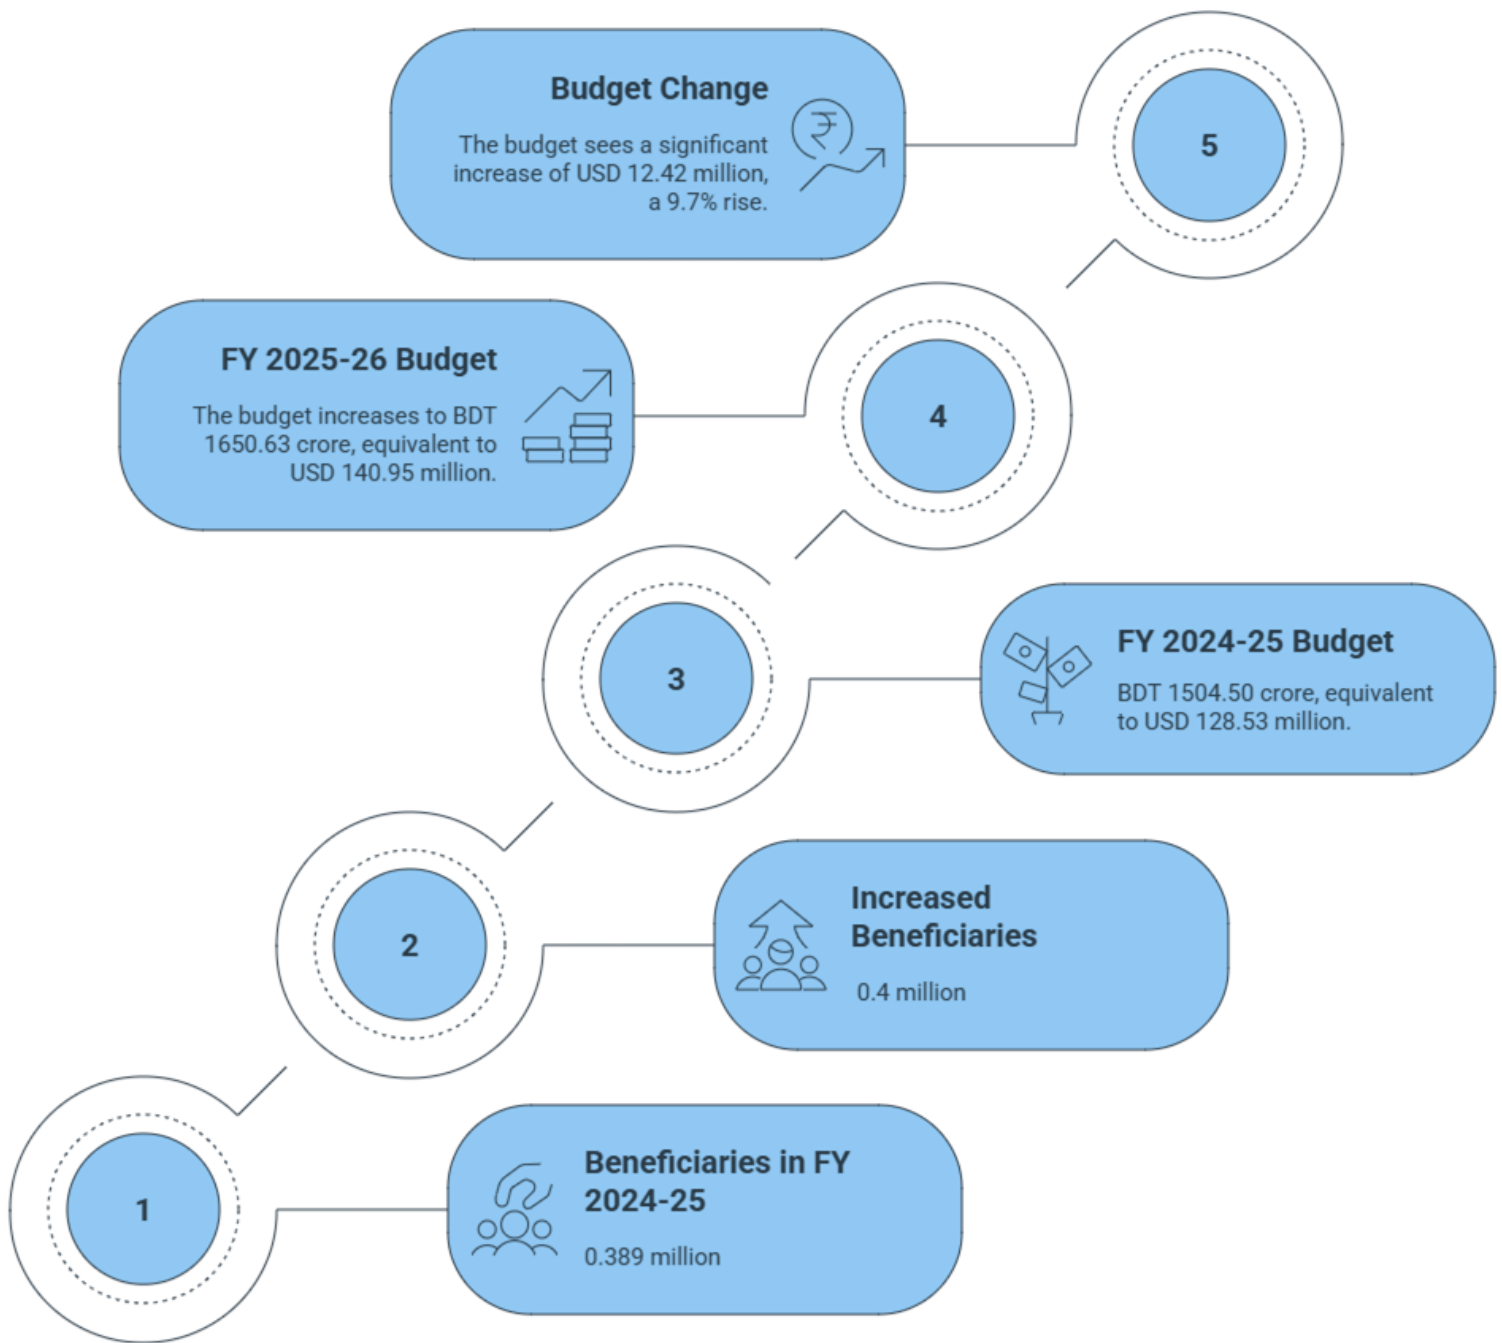 Budget Change
The budget sees a significant
increase of USD 12.42 million,
a 9.7% rise.
₹
5
FY 2025-26 Budget
The budget increases to BDT
1650.63 crore, equivalent to
USD 140.95 million.
4
3
FY 2024-25 Budget
BDT 1504.50 crore, equivalent
to USD 128.53 million.
2
Increased
Beneficiaries
0.4 million
1
Beneficiaries in FY
2024-25
0.389 million